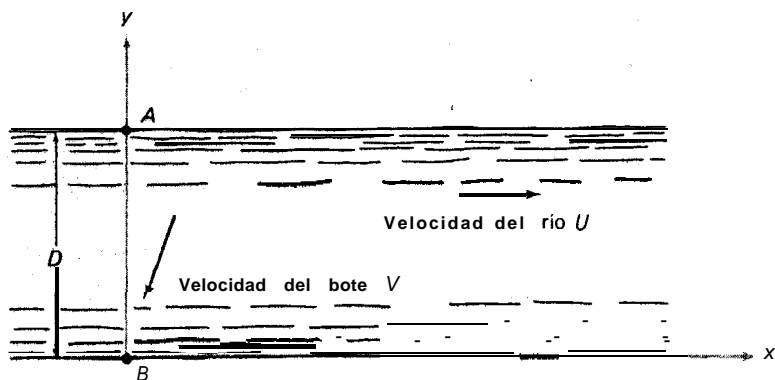 y
A
Velocidad del río U
D
Velocidad del bote V
B
x